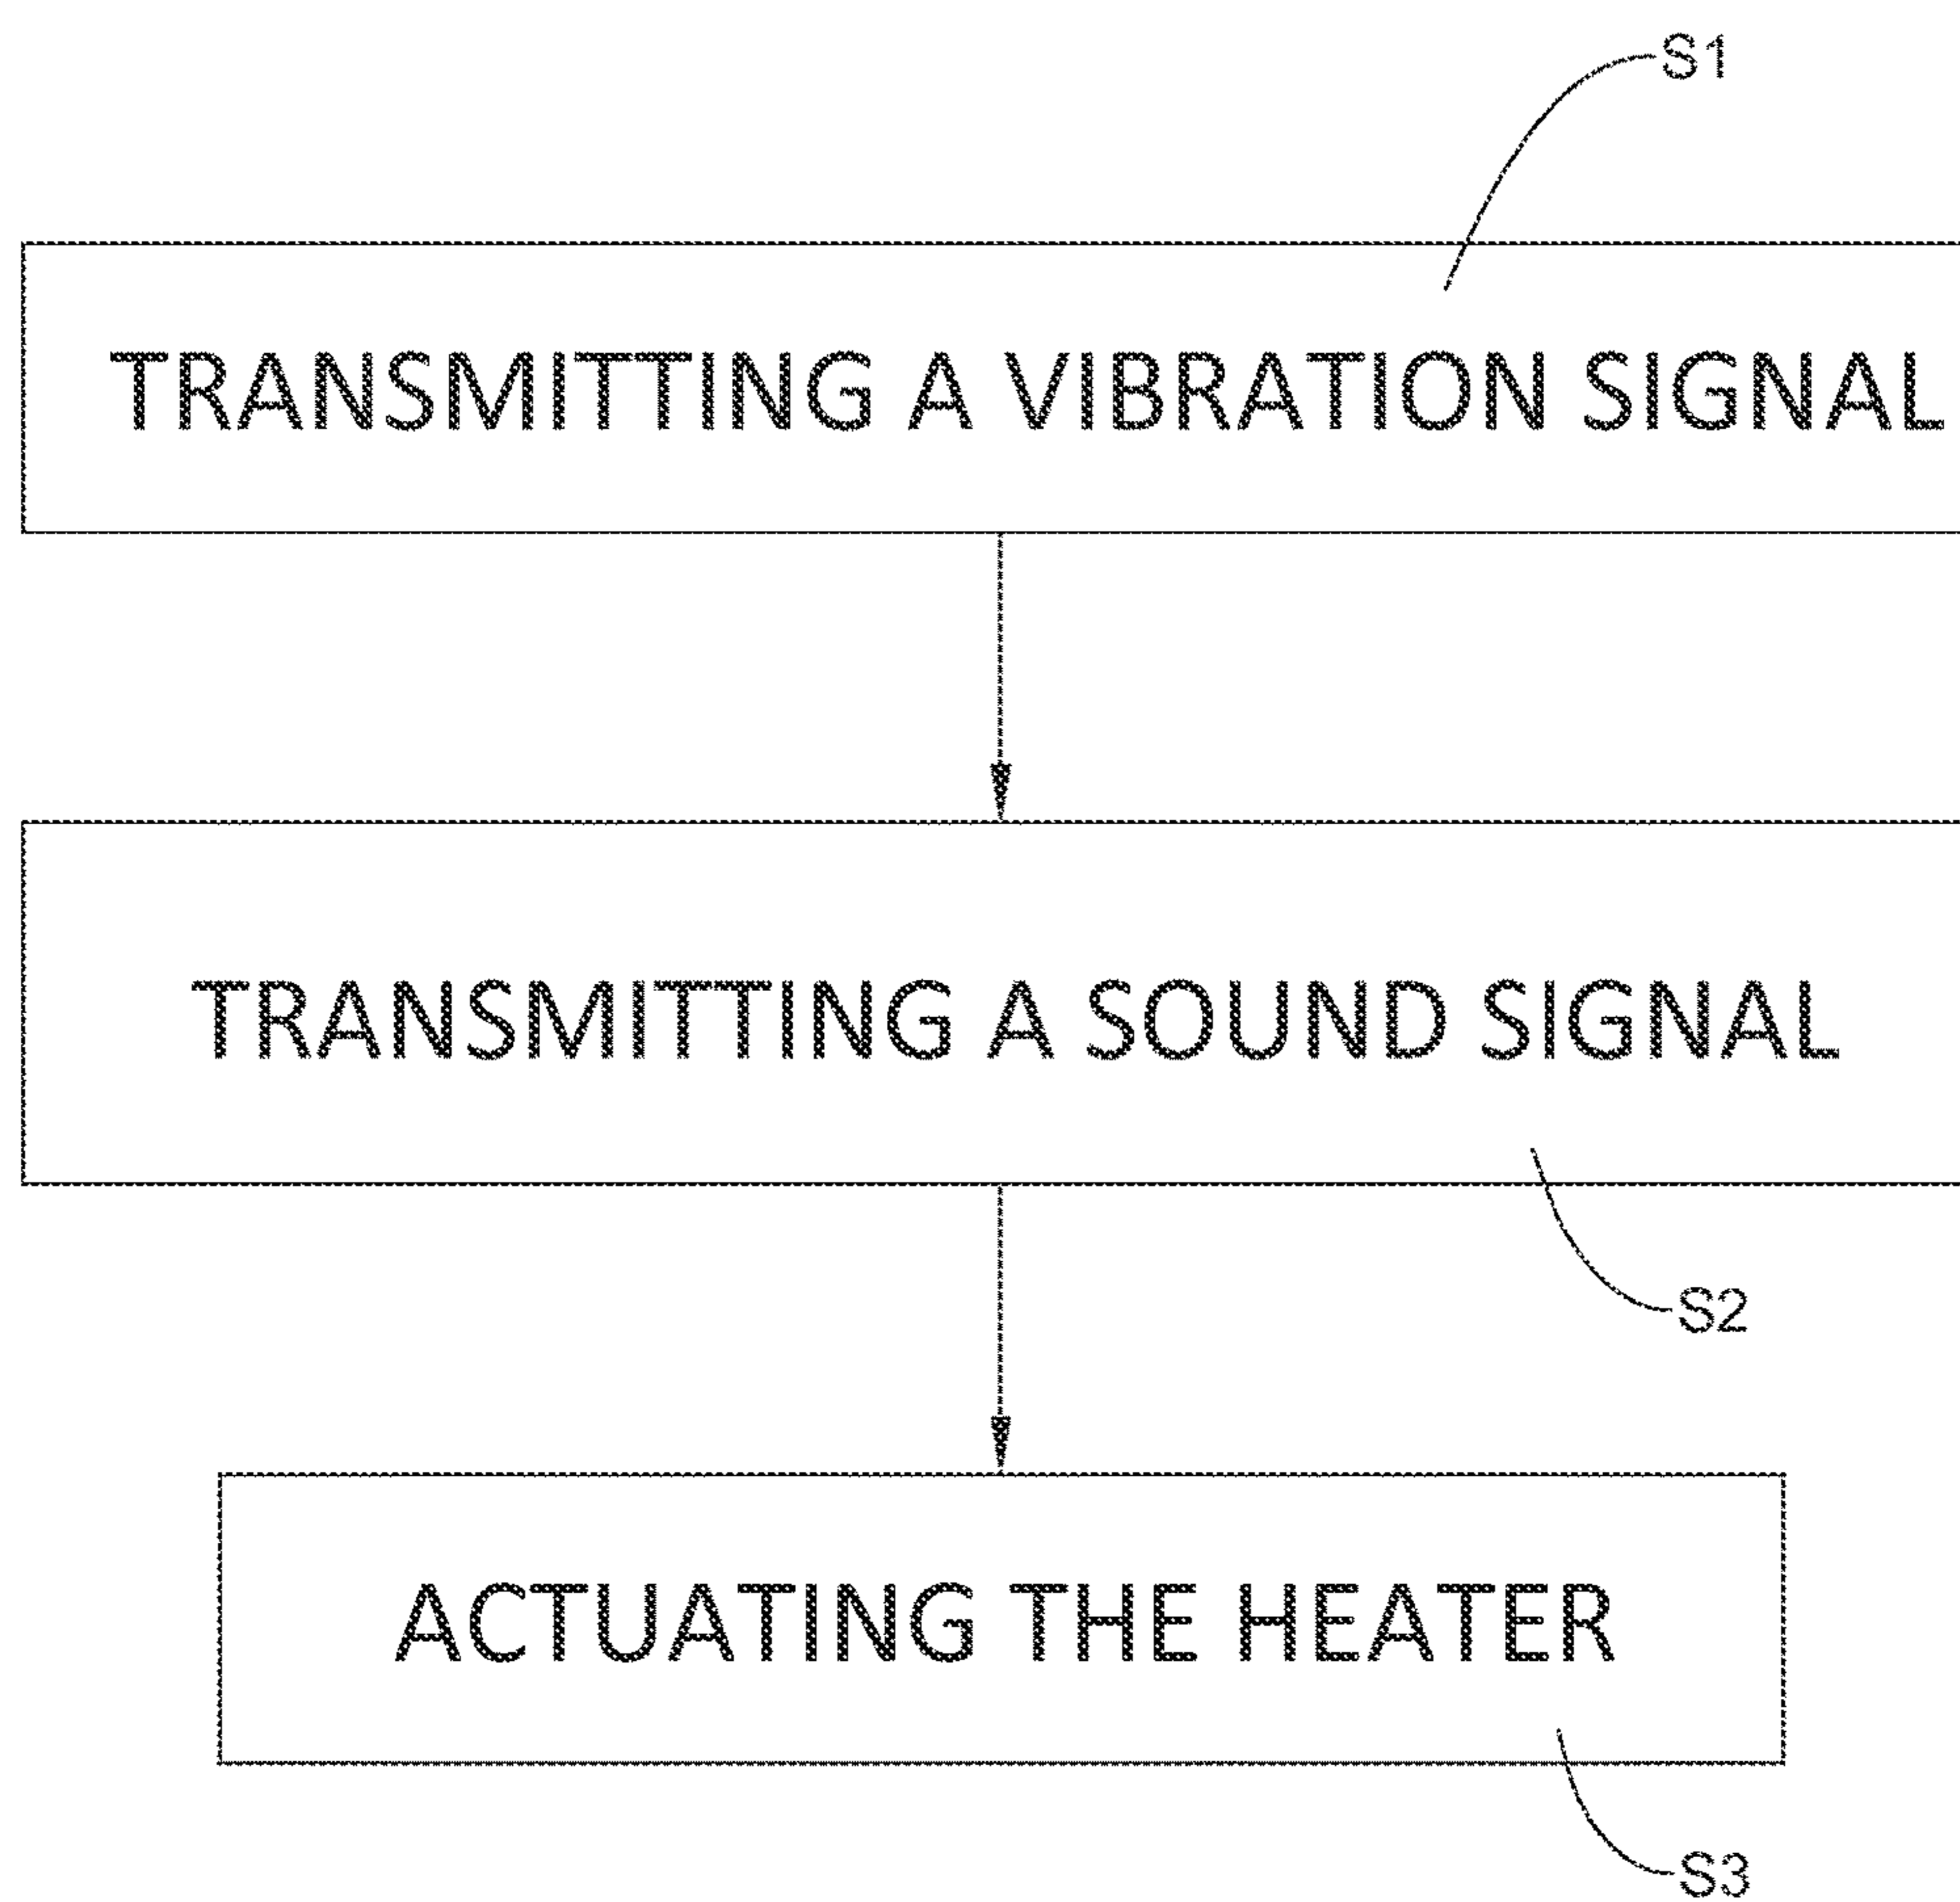 S1
TRANSMITTING A VIBRATION SIGNAL
TRANSMITTING A SOUND SIGNAL
S2
ACTUATING THE HEATER
S3